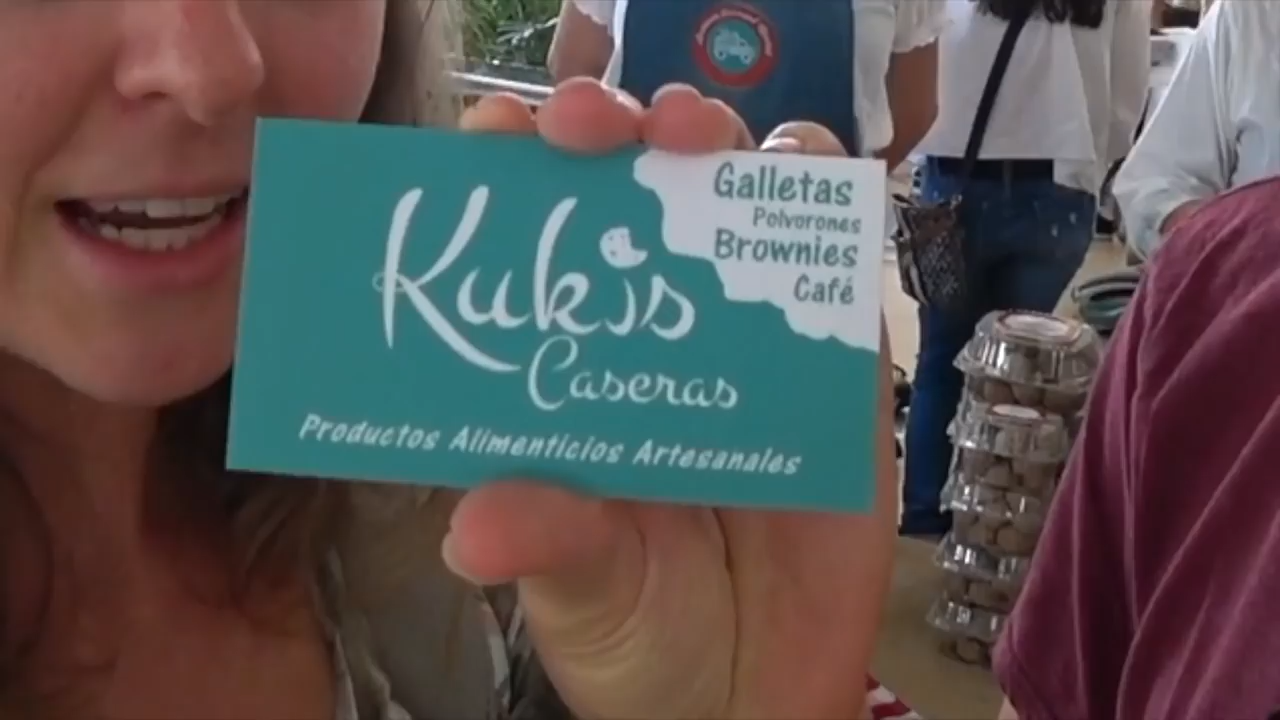 Galletas
Polvorones
Brownies
Café
Kukis
Caseras
Productos Alimenticios Artesanales